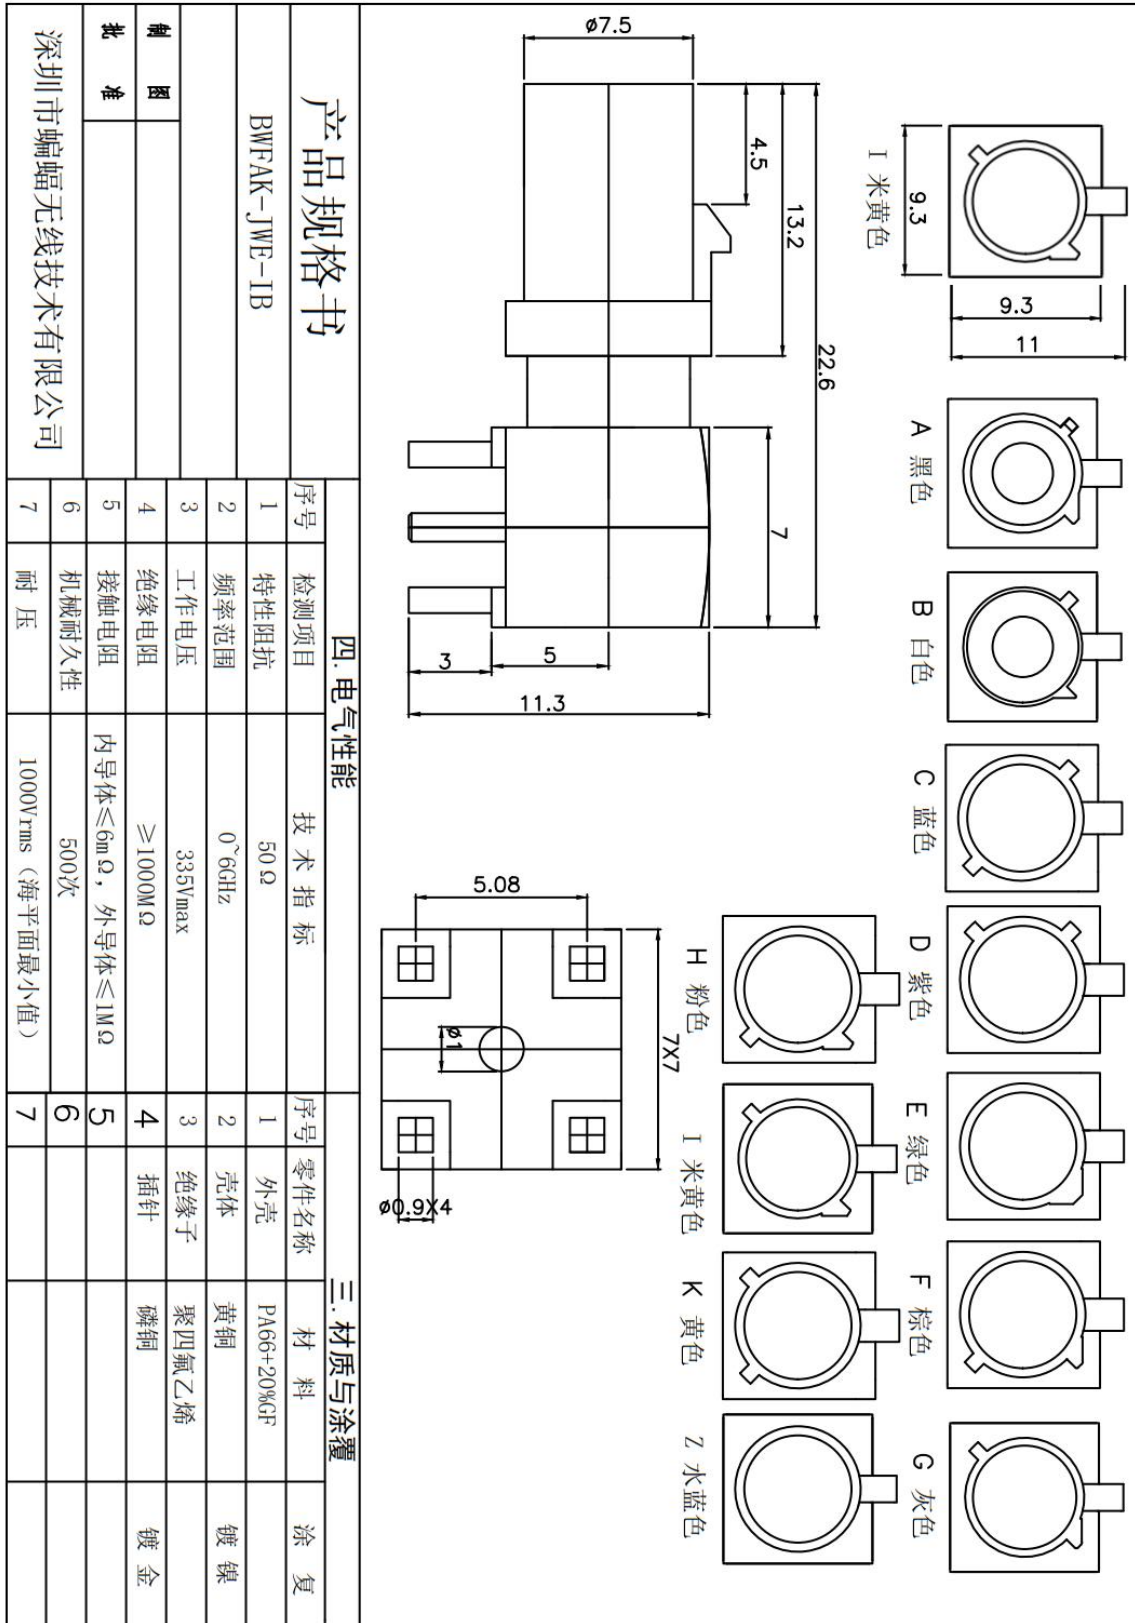 I 米黄色
9.3
9.3
11
A 黑色
B 白色
C 蓝色
D 紫色
E 绿色
F 棕色
G 灰色
H 粉色
I 米黄色
K 黄色
Z 水蓝色
ø7.5
4.5
13.2
22.6
7
3
5
11.3
5.08
7X7
ø1
ø0.9X4
产品规格书
BWFAK-JWE-IB
制 图
批 准
深圳市蝙蝠无线技术有限公司
四. 电气性能
序号 检测项目 技 术 指 标
1 特性阻抗 50Ω
2 频率范围 0~6GHz
3 工作电压 335Vmax
4 绝缘电阻 ≥1000MΩ
5 接触电阻 内导体≤6mΩ, 外导体≤1MΩ
6 机械耐久性 500次
7 耐 压 1000Vrms (海平面最小值)
三. 材质与涂覆
序号 零件名称 材 料 涂 复
1 外壳 PA66+20%GF
2 壳体 黄铜 镀 镍
3 绝缘子 聚四氟乙烯
4 插针 磷铜 镀 金
5
6
7